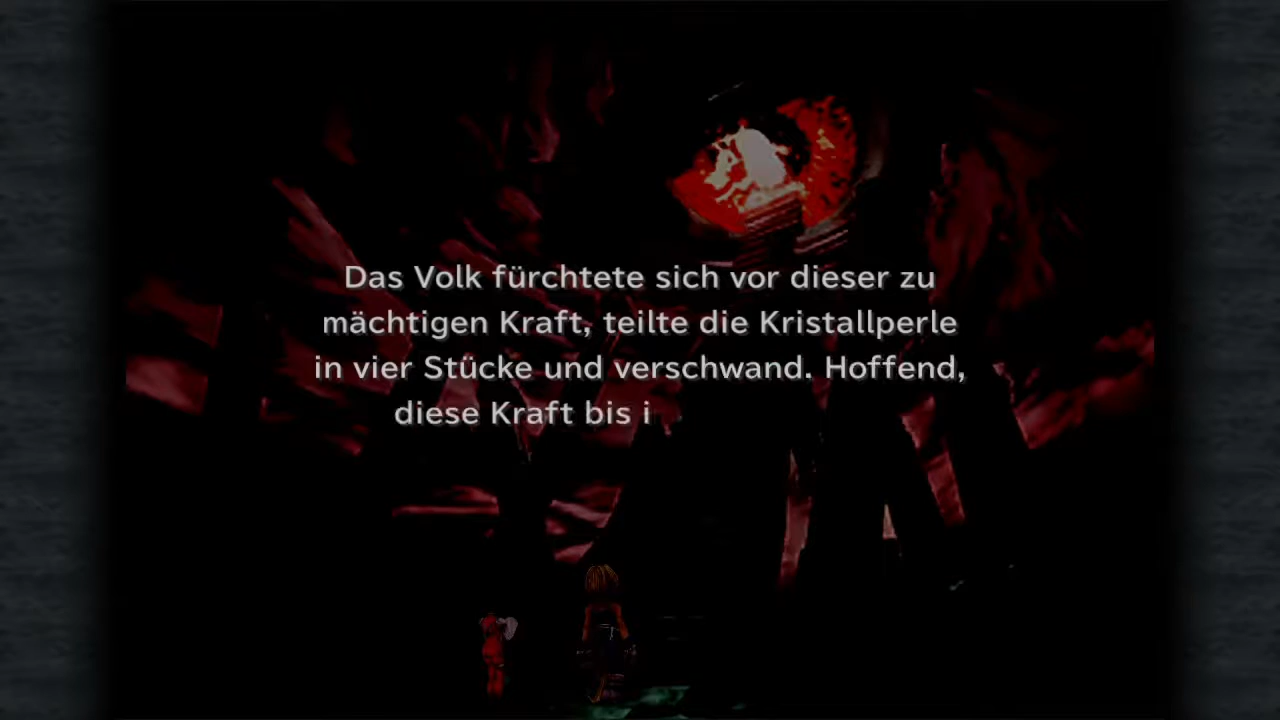 Das Volk fürchtete sich vor dieser zu
mächtigen Kraft, teilte die Kristallperle
in vier Stücke und verschwand. Hoffend,
diese Kraft bis i